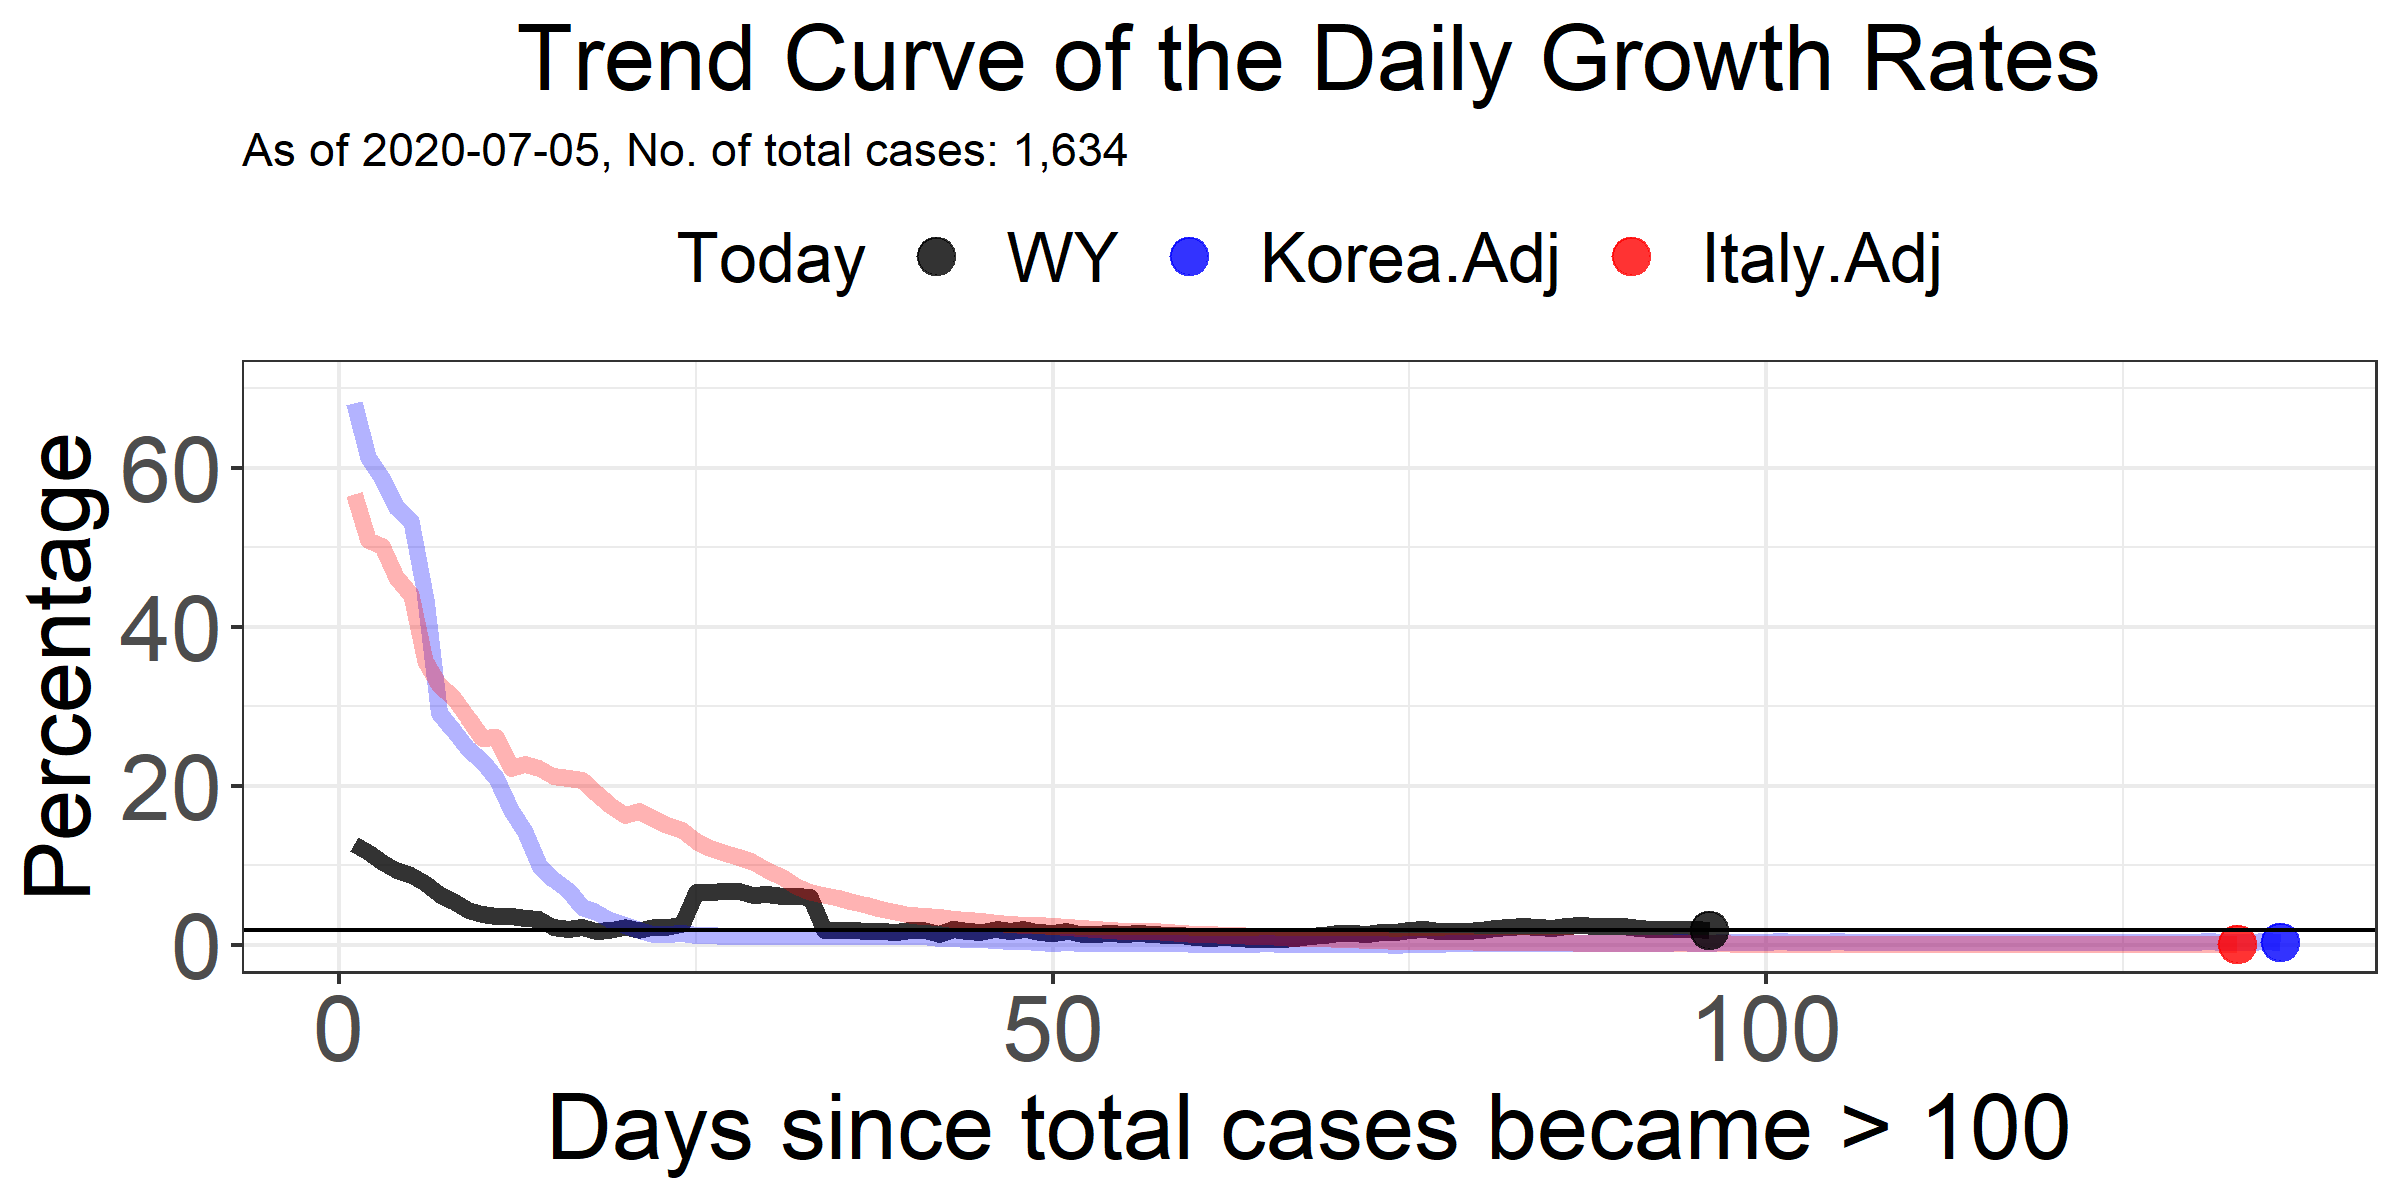 Trend Curve of the Daily Growth Rates
As of 2020-07-05, No. of total cases: 1,634
Today WY Korea.Adj Italy.Adj
Percentage
60
40
20
0
0 50 100
Days since total cases became > 100